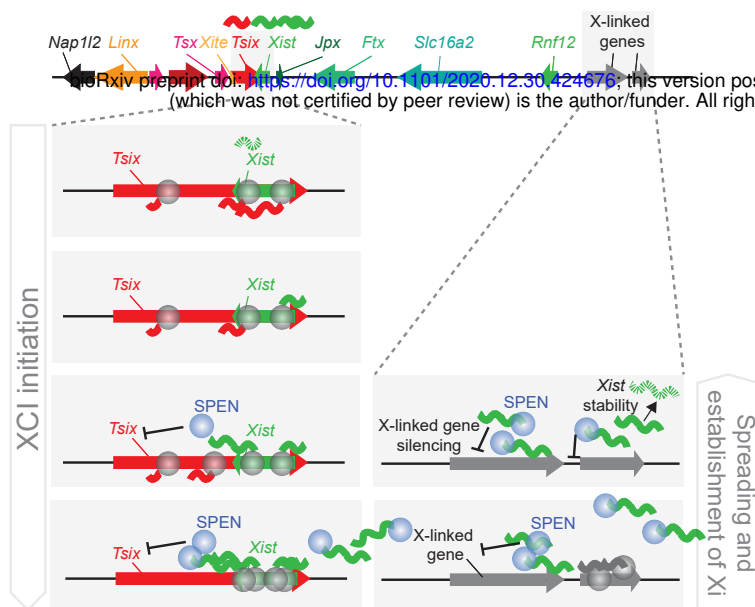 Nap1l2 Linx Tsx Xite Tsix Xist Jpx Ftx Slc16a2 Rnf12 X-linked
genes
bioRxiv preprint doi: https://doi.org/10.1101/2020.12.30.424676; this version pos
(which was not certified by peer review) is the author/funder. All righ
XCI initiation
Tsix Xist
Tsix Xist
SPEN
Tsix Xist
SPEN
Tsix Xist
Xist
stability
SPEN
X-linked gene
silencing
SPEN
X-linked
gene
Spreading and
establishment of Xi